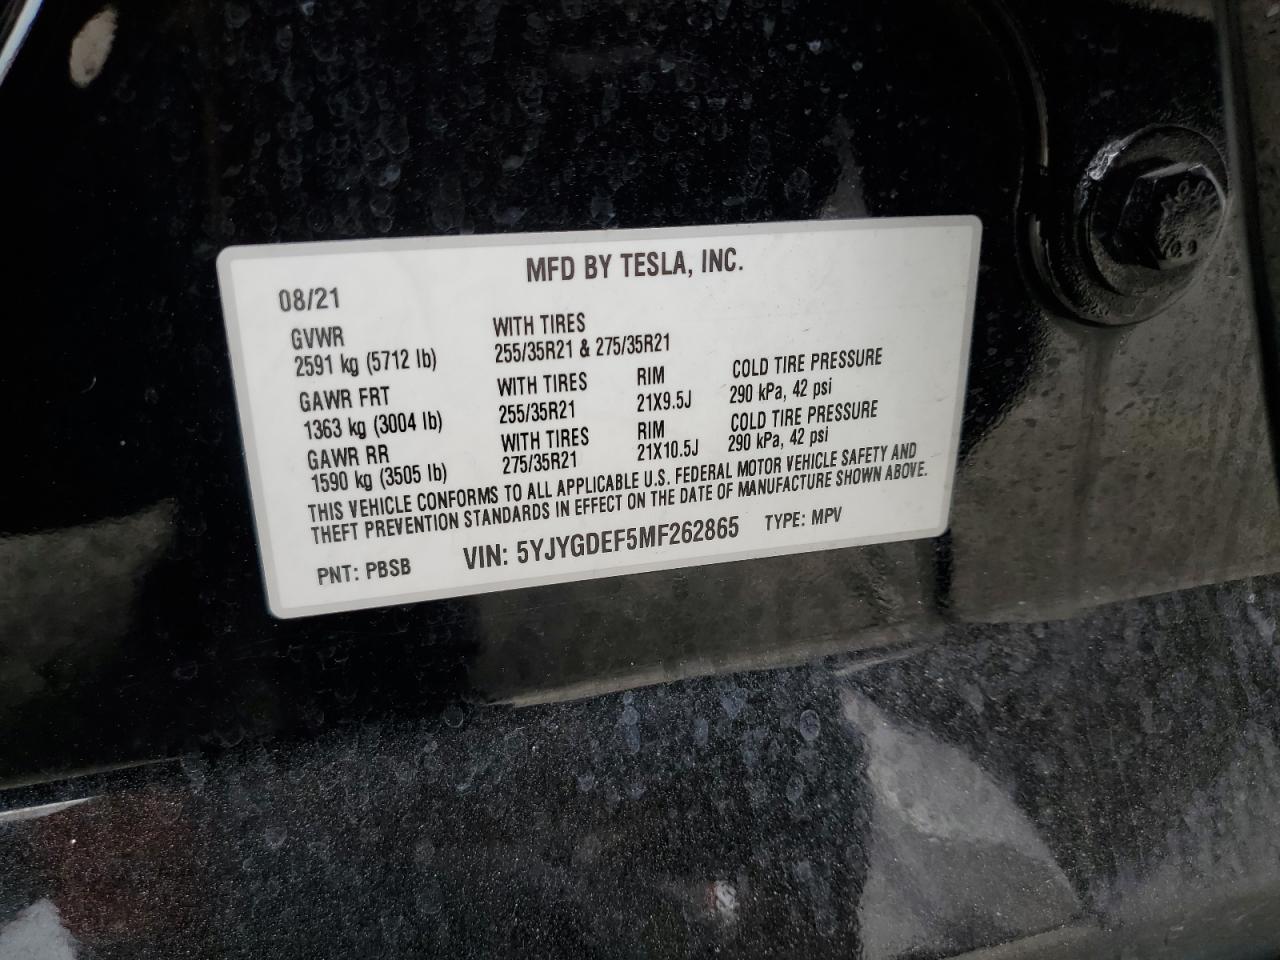 MFD BY TESLA, INC.
08/21
GVWR WITH TIRES
2591 kg (5712 lb) 255/35R21 & 275/35R21
GAWR FRT WITH TIRES RIM COLD TIRE PRESSURE
1363 kg (3004 lb) 255/35R21 21X9.5J 290 kPa, 42 psi
GAWR RR WITH TIRES RIM COLD TIRE PRESSURE
1590 kg (3505 lb) 275/35R21 21X10.5J 290 kPa, 42 psi
THIS VEHICLE CONFORMS TO ALL APPLICABLE U.S. FEDERAL MOTOR VEHICLE SAFETY AND
THEFT PREVENTION STANDARDS IN EFFECT ON THE DATE OF MANUFACTURE SHOWN ABOVE.
PNT: PBSB VIN: 5YJYGDEF5MF262865 TYPE: MPV